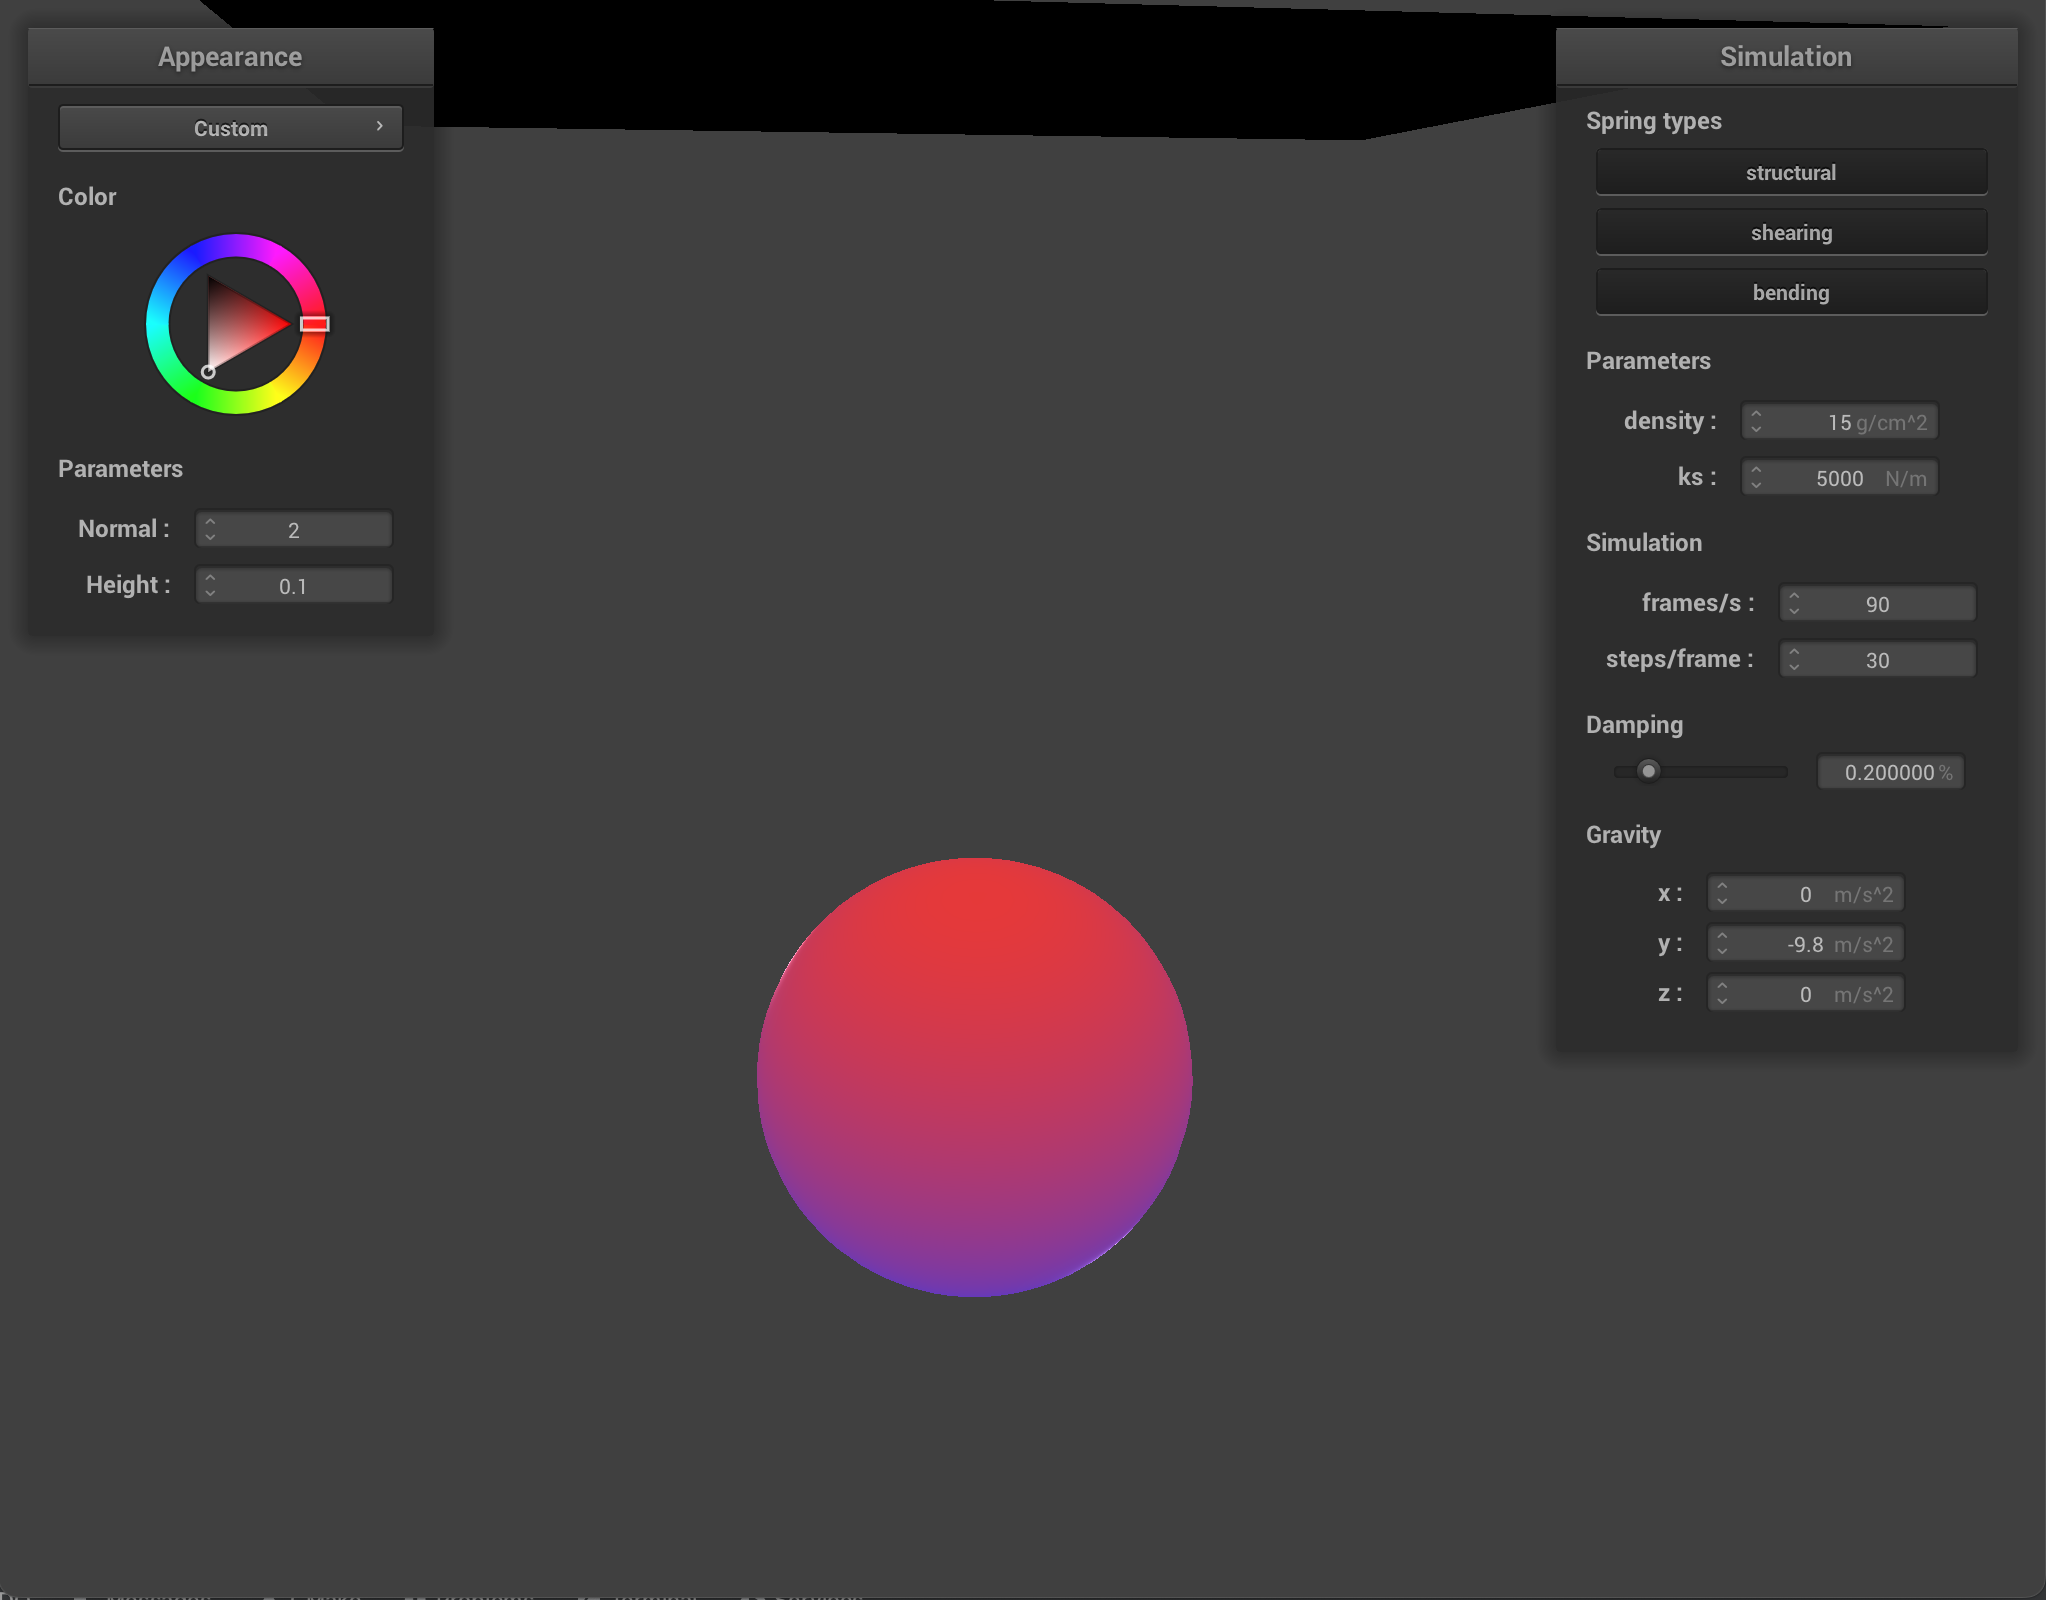 Appearance
Custom
Color
Parameters
Normal : 2
Height : 0.1
Simulation
Spring types
structural
shearing
bending
Parameters
density : 15 g/cm^2
ks : 5000 N/m
Simulation
frames/s : 90
steps/frame : 30
Damping
0.200000 %
Gravity
x : 0 m/s^2
y : -9.8 m/s^2
z : 0 m/s^2